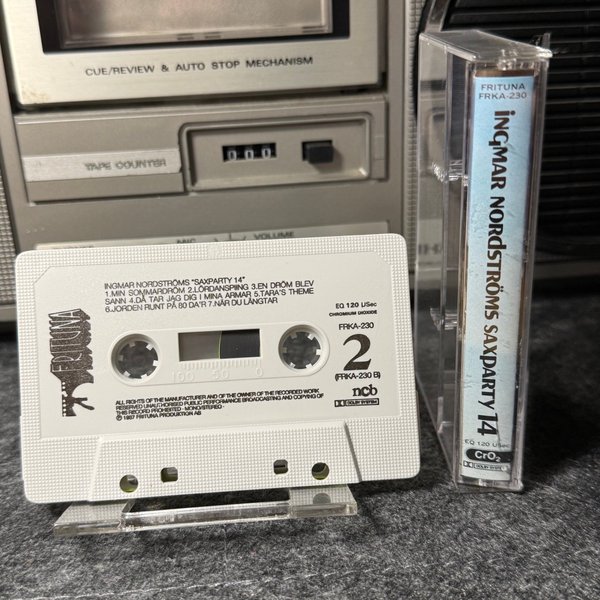 CUE/REVIEW & AUTO STOP MECHANISM
TAPE COUNTER
000
MIC
VOLUME
INGMAR NORDSTRÖMS "SAXPARTY 14"
1.MIN SOMMARDRÖM 2.LÖRDANSPING 3.EN DRÖM BLEV
SANN 4.DÅ TAR JAG DIG I MINA ARMAR 5.TARA'S THEME
6.JORDEN RUNT PÅ 80 DA'R 7.NÄR DU LÄNGTAR
EQ 120 uSec
CHROMIUM DIOXIDE
FRITUNA
FRKA-230
2
(FRKA-230 B)
100 50 0
ncb
DOLBY SYSTEM
ALL RIGHTS OF THE MANUFACTURER AND OF THE OWNER OF THE RECORDED WORK
RESERVED UNAUTHORISED PUBLIC PERFORMANCE BROADCASTING AND COPYING OF
THIS RECORD PROHIBITED - MONO/STEREO-
© 1987 FRITUNA PRODUKTION AB
FRITUNA
FRKA-230
INGMAR NORDSTRÖMS SAXPARTY 14
EQ 120 uSec
CrO2
DOLBY SYSTEM